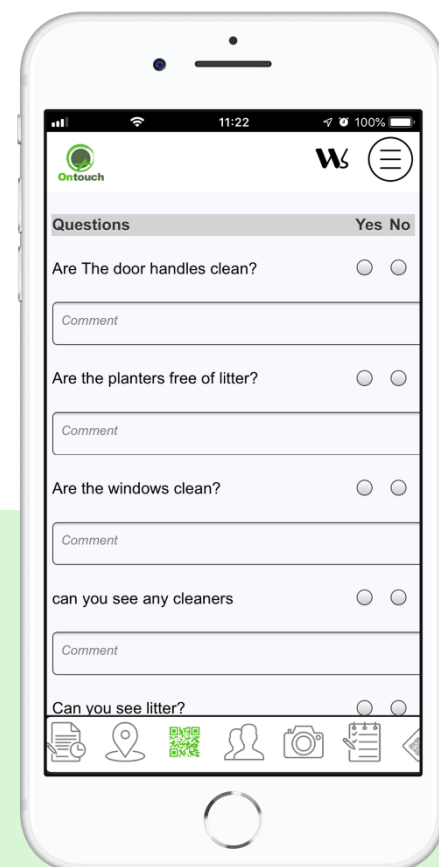 11:22
100%
Ontouch
Ws
Questions Yes No
Are The door handles clean?
Comment
Are the planters free of litter?
Comment
Are the windows clean?
Comment
can you see any cleaners
Comment
Can you see litter?